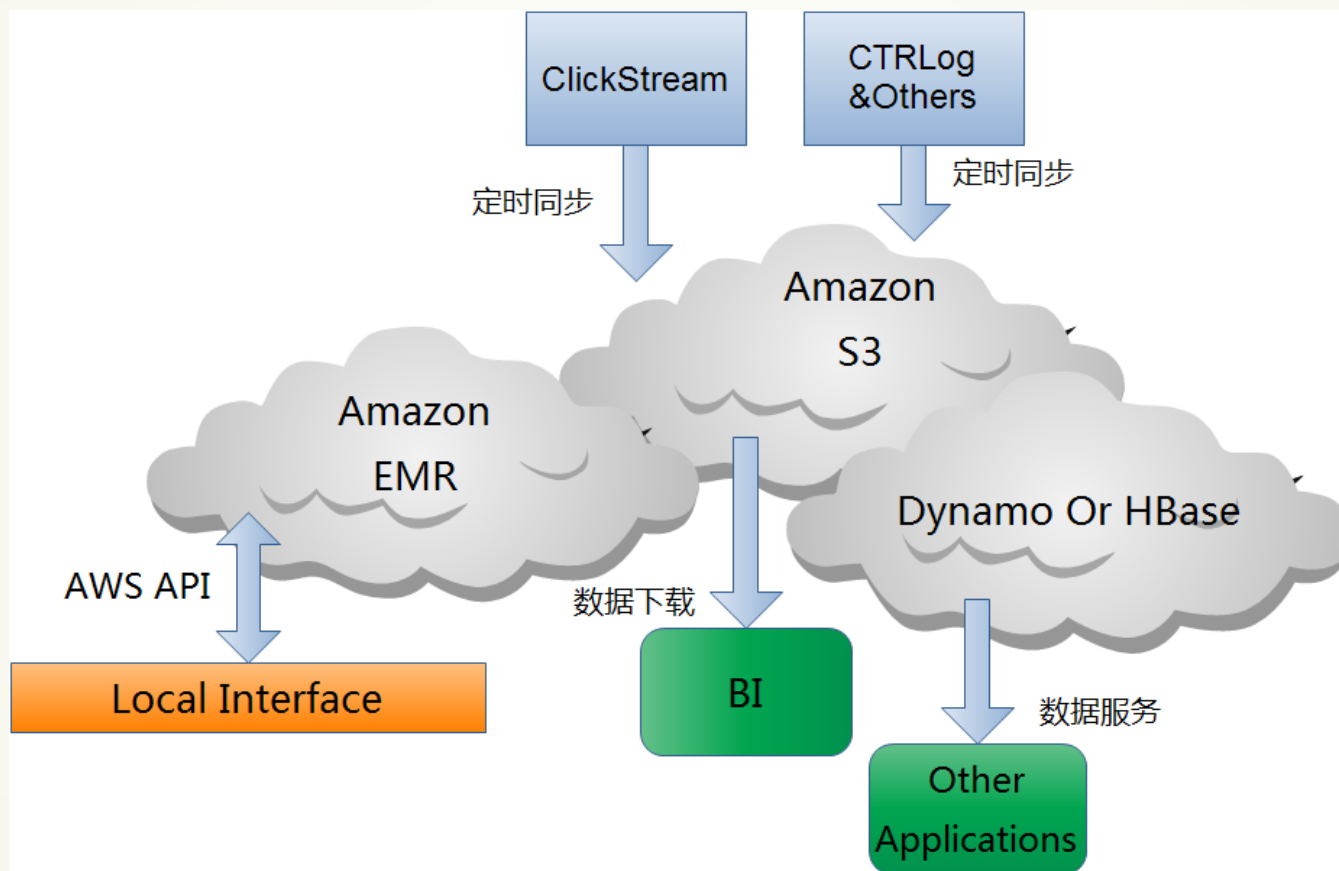 ClickStream
CTRLog
&Others
定时同步
定时同步
Amazon
S3
Amazon
EMR
Dynamo Or HBase
AWS API
数据下载
Local Interface
BI
数据服务
Other
Applications